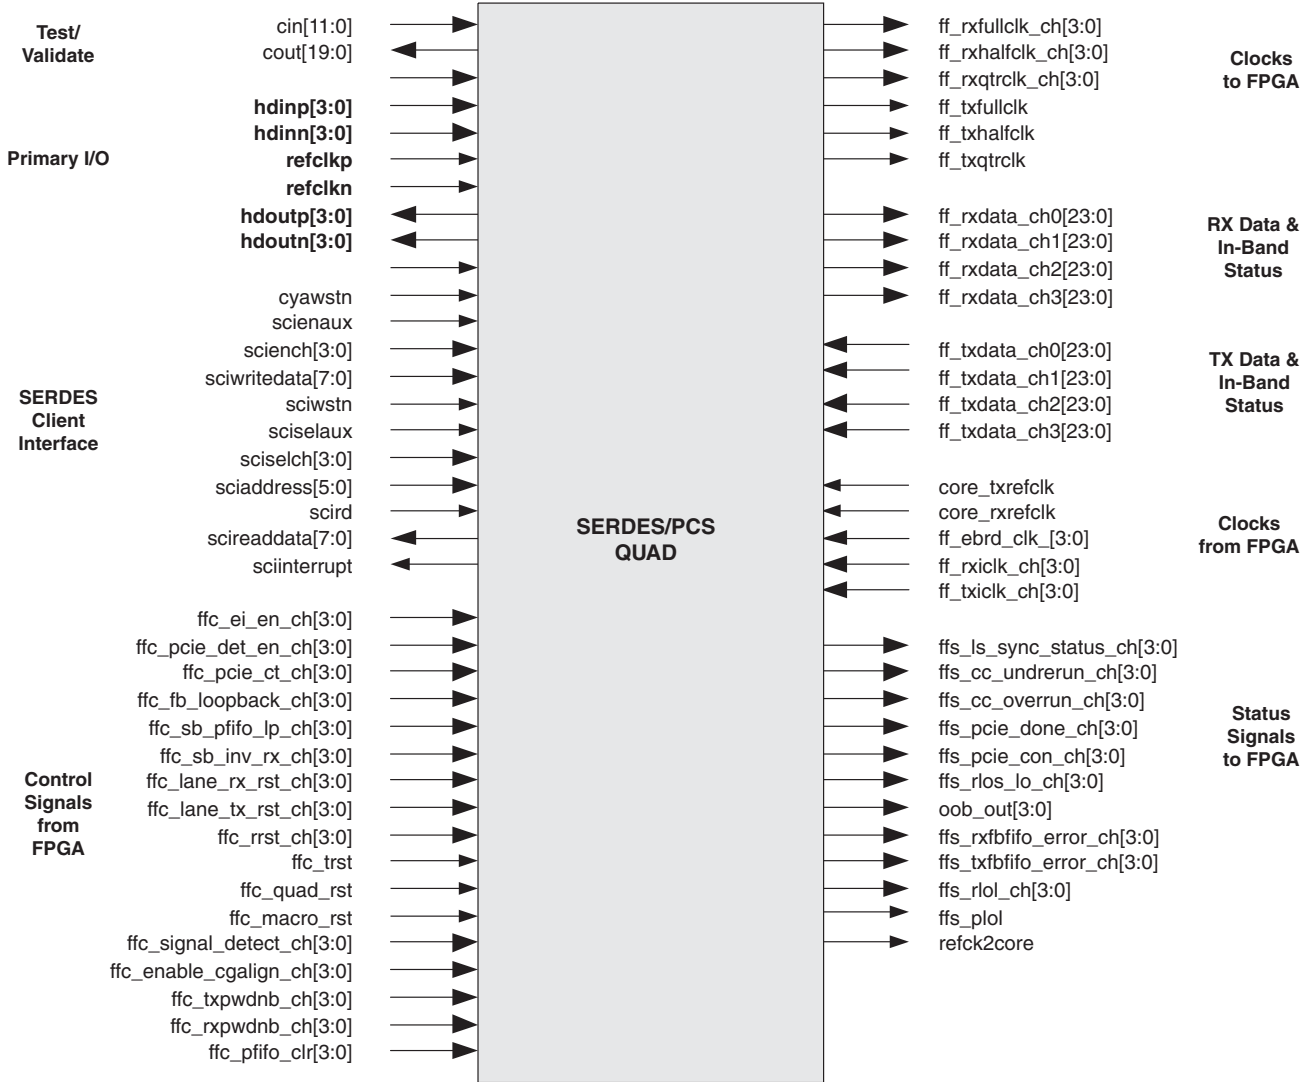 Test/
Validate
cin[11:0]
cout[19:0]
Primary I/O
hdinp[3:0]
hdinn[3:0]
refclkp
refclkn
hdoutp[3:0]
hdoutn[3:0]
SERDES
Client
Interface
cyawstn
scienaux
sciench[3:0]
sciwritedata[7:0]
sciwstn
sciselaux
sciselch[3:0]
sciaddress[5:0]
scird
scireaddata[7:0]
sciinterrupt
Control
Signals
from
FPGA
ffc_ei_en_ch[3:0]
ffc_pcie_det_en_ch[3:0]
ffc_pcie_ct_ch[3:0]
ffc_fb_loopback_ch[3:0]
ffc_sb_pfifo_lp_ch[3:0]
ffc_sb_inv_rx_ch[3:0]
ffc_lane_rx_rst_ch[3:0]
ffc_lane_tx_rst_ch[3:0]
ffc_rrst_ch[3:0]
ffc_trst
ffc_quad_rst
ffc_macro_rst
ffc_signal_detect_ch[3:0]
ffc_enable_cgalign_ch[3:0]
ffc_txpwdnb_ch[3:0]
ffc_rxpwdnb_ch[3:0]
ffc_pfifo_clr[3:0]
SERDES/PCS
QUAD
ff_rxfullclk_ch[3:0]
ff_rxhalfclk_ch[3:0]
ff_rxqtrclk_ch[3:0]
ff_txfullclk
ff_txhalfclk
ff_txqtrclk
Clocks
to FPGA
ff_rxdata_ch0[23:0]
ff_rxdata_ch1[23:0]
ff_rxdata_ch2[23:0]
ff_rxdata_ch3[23:0]
RX Data &
In-Band
Status
ff_txdata_ch0[23:0]
ff_txdata_ch1[23:0]
ff_txdata_ch2[23:0]
ff_txdata_ch3[23:0]
TX Data &
In-Band
Status
core_txrefclk
core_rxrefclk
ff_ebrd_clk_[3:0]
ff_rxiclk_ch[3:0]
ff_txiclk_ch[3:0]
Clocks
from FPGA
ffs_ls_sync_status_ch[3:0]
ffs_cc_undrerun_ch[3:0]
ffs_cc_overrun_ch[3:0]
ffs_pcie_done_ch[3:0]
ffs_pcie_con_ch[3:0]
ffs_rlos_lo_ch[3:0]
oob_out[3:0]
ffs_rxfbfifo_error_ch[3:0]
ffs_txfbfifo_error_ch[3:0]
ffs_rlol_ch[3:0]
ffs_plol
refck2core
Status
Signals
to FPGA